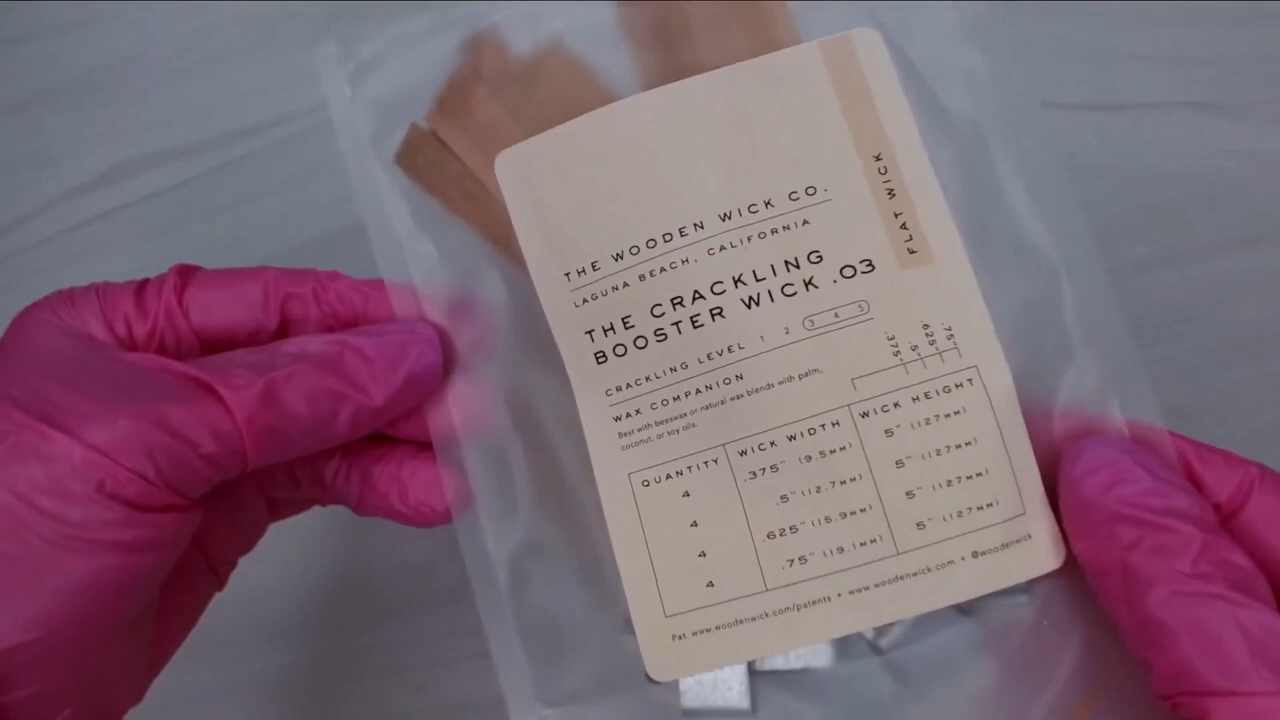 THE WOODEN WICK CO.
LAGUNA BEACH, CALIFORNIA
THE CRACKLING
BOOSTER WICK .03
CRACKLING LEVEL 1 2 3 4 5
WAX COMPANION
Best with beeswax or natural wax blends with palm,
coconut, or soy oils.
FLAT WICK
.375" .5" .625" .75"
QUANTITY WICK WIDTH WICK HEIGHT
4 .375" (9.5MM) 5" (127MM)
4 .5" (12.7MM) 5" (127MM)
4 .625" (15.9MM) 5" (127MM)
4 .75" (19.1MM) 5" (127MM)
Pat. www.woodenwick.com/patents + www.woodenwick.com + @woodenwick